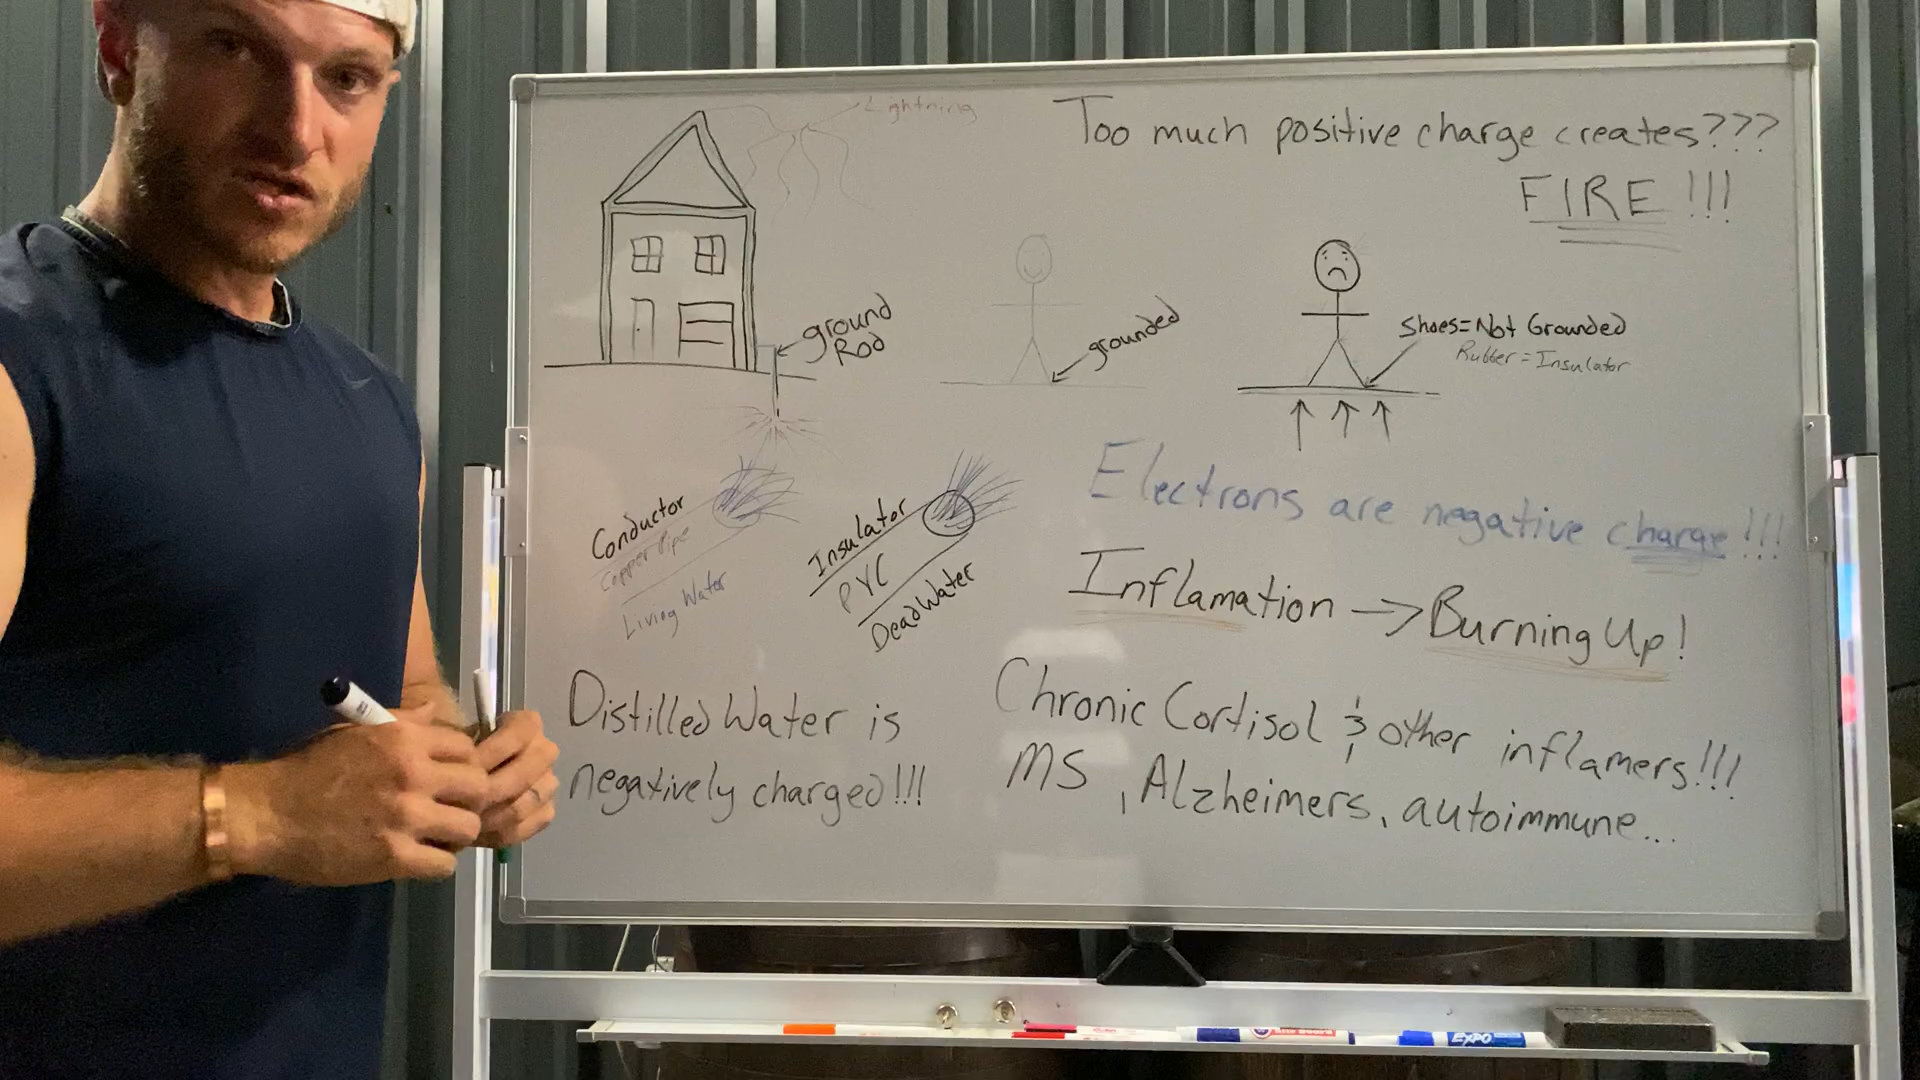 Lightning
Too much positive charge creates???
FIRE!!!
ground
Rod
grounded
Shoes=Not Grounded
Rubber = Insulator
Conductor
Copper Pipe
Living Water
Insulator
PVC
Dead Water
Electrons are negative charge!!!
Inflamation → Burning Up!
Distilled Water is
negatively charged!!!
Chronic Cortisol & other inflamers!!!
MS, Alzheimers, autoimmune...
EXPO